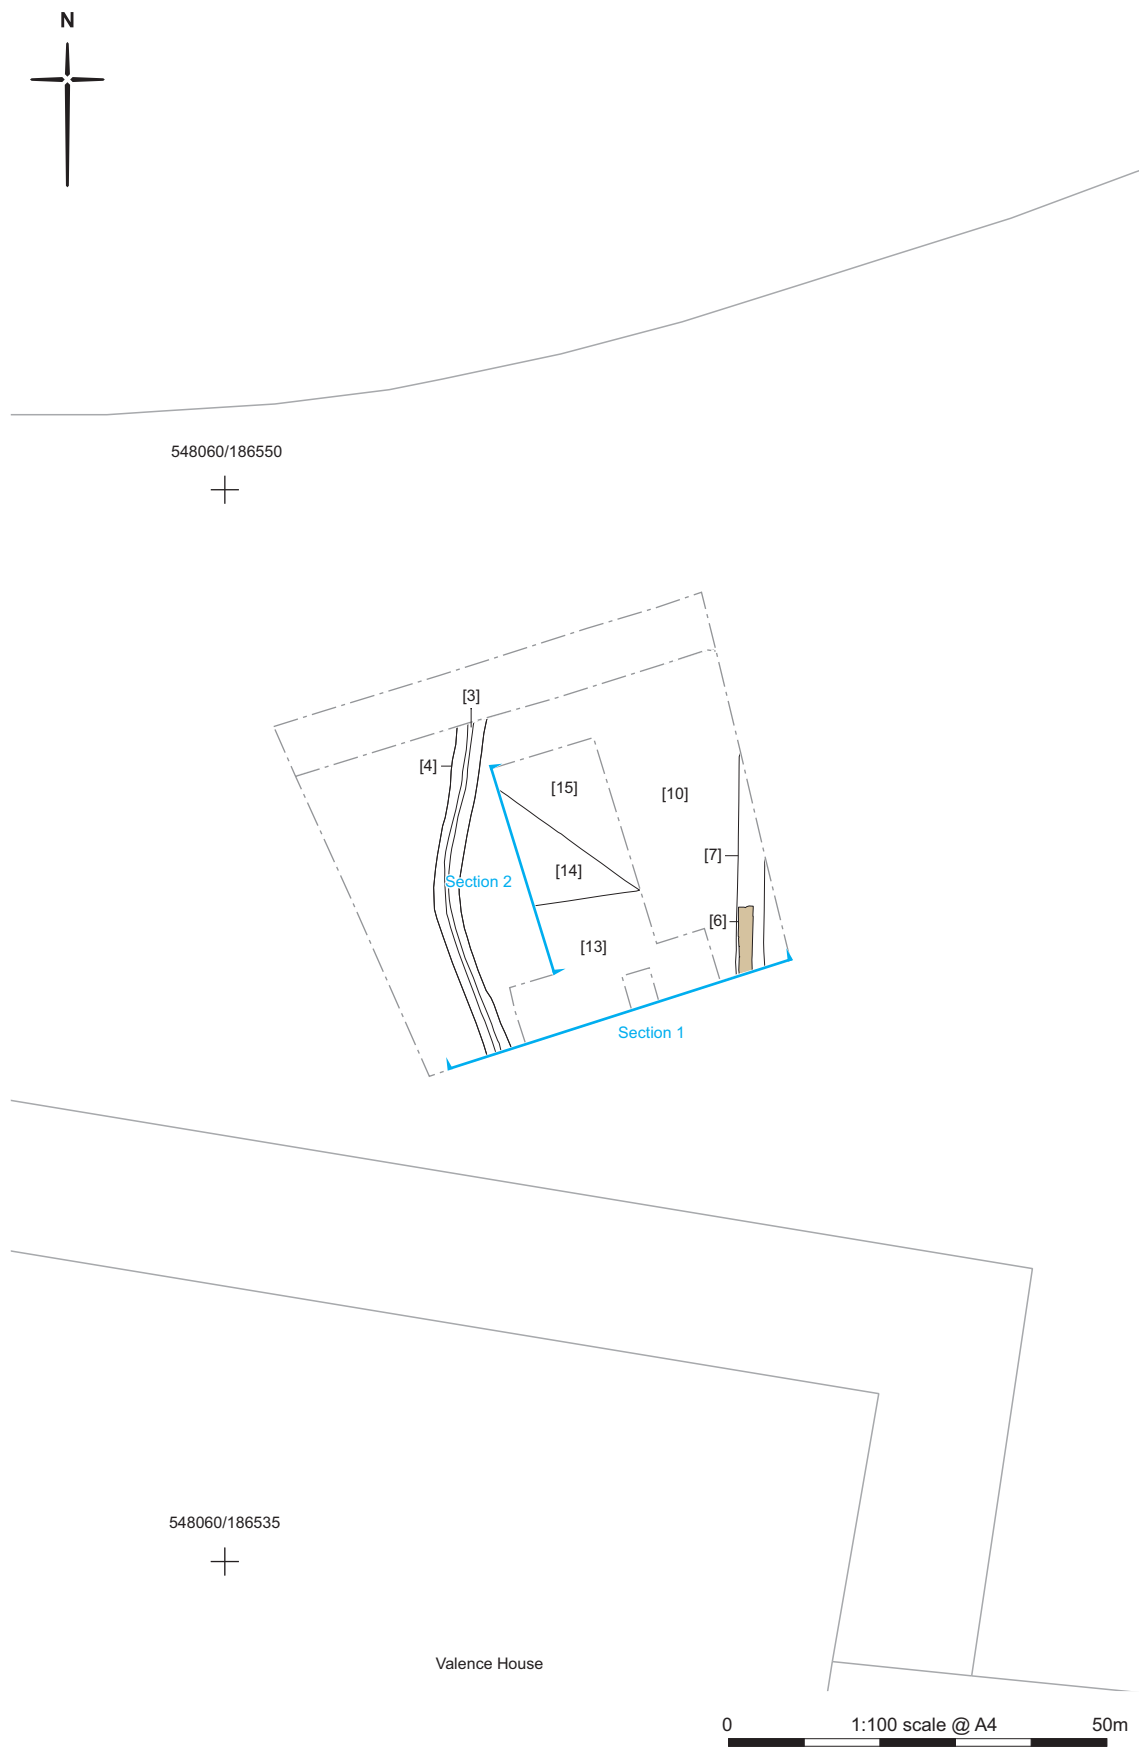 N
548060/186550
[3]
[4]
[15]
[10]
[7]
[14]
Section 2
[6]
[13]
Section 1
548060/186535
Valence House
0 1:100 scale @ A4 50m